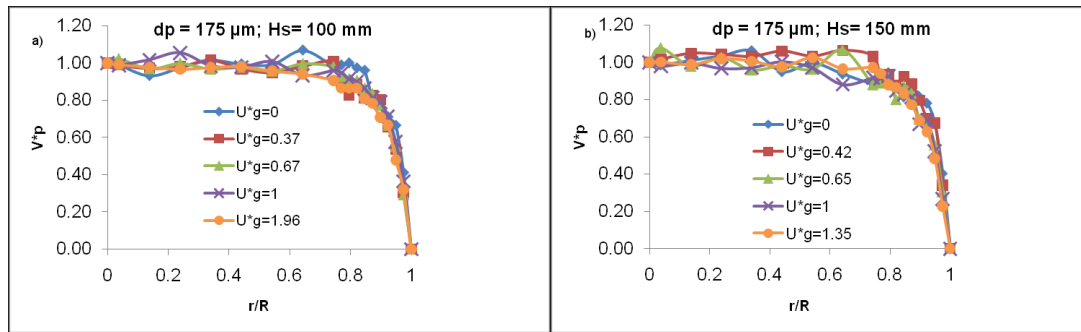 a)
dp = 175 µm; Hs= 100 mm
1.20
1.00
0.80
0.60
0.40
0.20
0.00
V*p
U*g=0
U*g=0.37
U*g=0.67
U*g=1
U*g=1.96
0 0.2 0.4 0.6 0.8 1
r/R
b)
dp = 175 µm; Hs= 150 mm
1.20
1.00
0.80
0.60
0.40
0.20
0.00
V*p
U*g=0
U*g=0.42
U*g=0.65
U*g=1
U*g=1.35
0 0.2 0.4 0.6 0.8 1
r/R